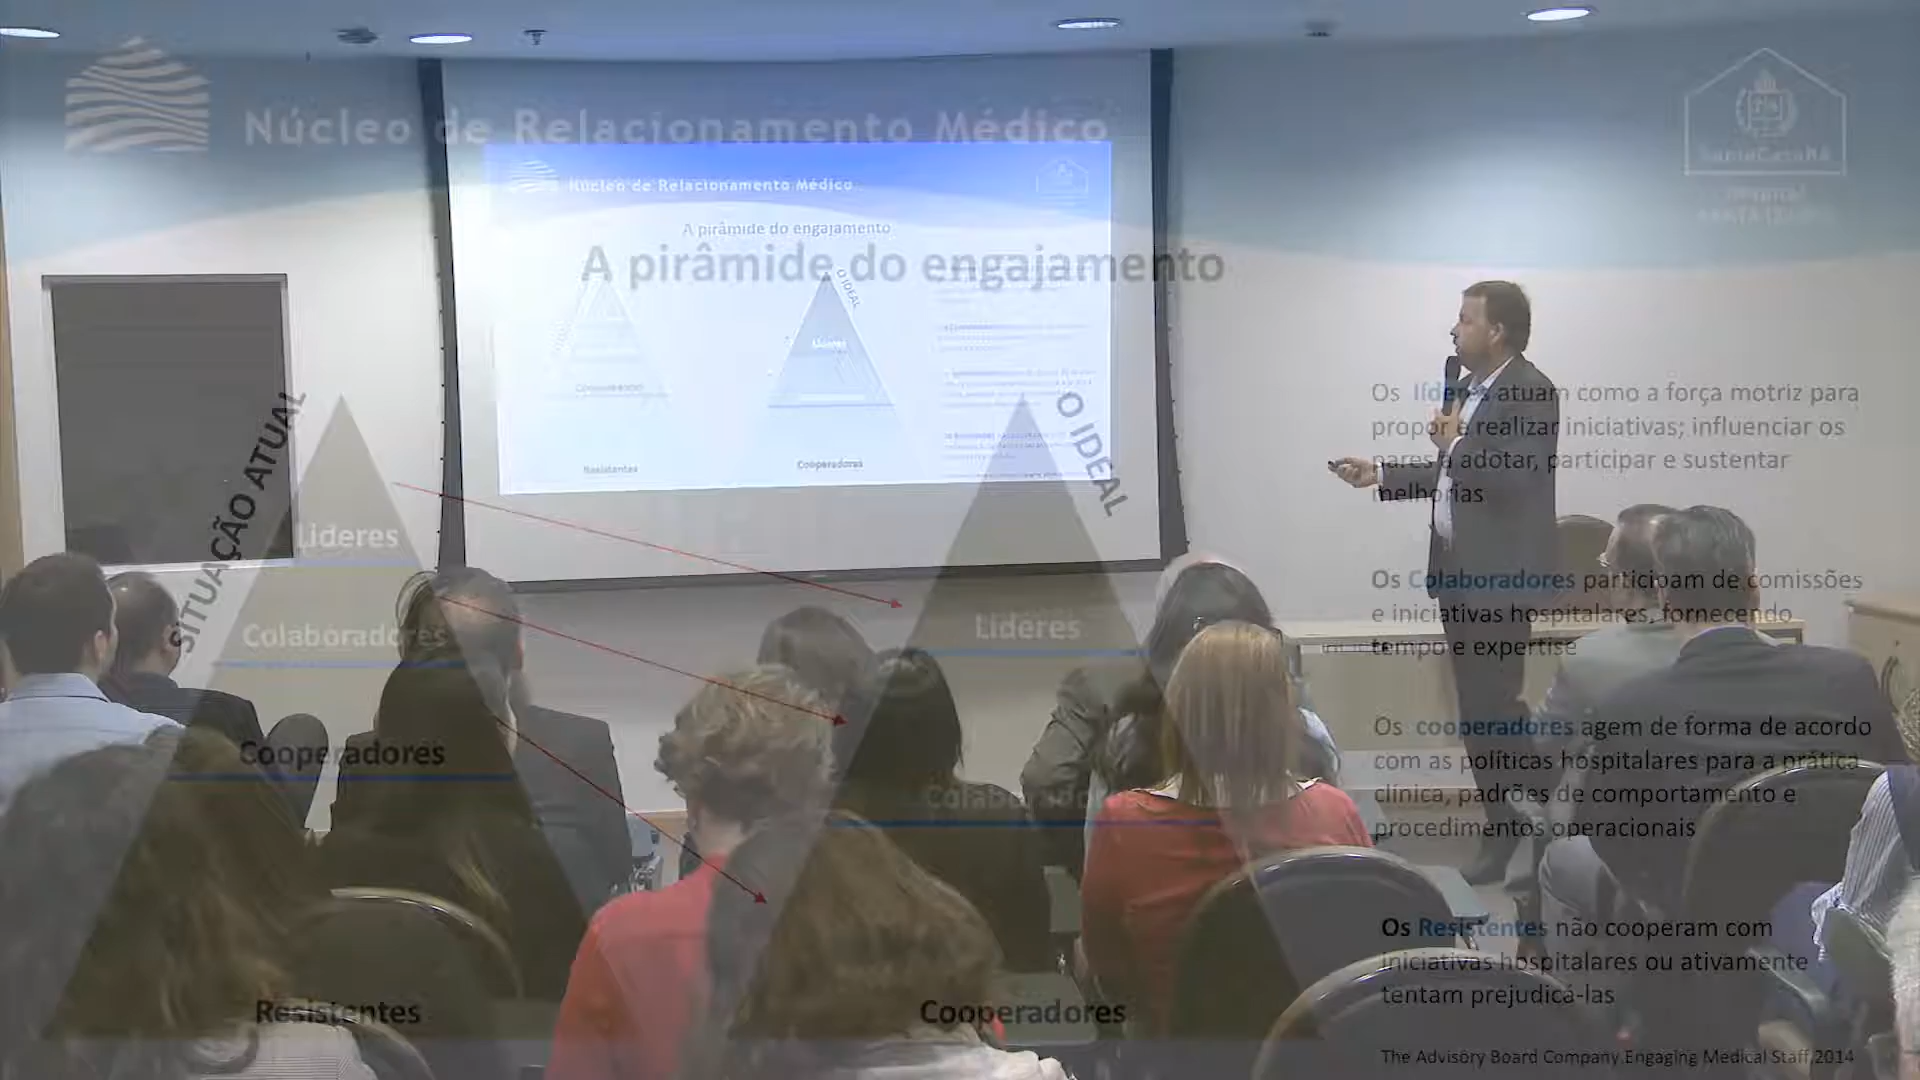 Núcleo de Relacionamento Médico
SantaCasaBA
Hospital
Núcleo de Relacionamento Médico
A pirâmide do engajamento
A pirâmide do engajamento
O IDEAL
Líderes
Resistentes
Cooperadores
SITUAÇÃO ATUAL
Líderes
Colaboradores
Cooperadores
Resistentes
O IDEAL
Líderes
Colaboradores
Cooperadores
Os líderes atuam como a força motriz para
propor e realizar iniciativas; influenciar os
pares a adotar, participar e sustentar
melhorias
Os Colaboradores participam de comissões
e iniciativas hospitalares, fornecendo
tempo e expertise
Os cooperadores agem de forma de acordo
com as políticas hospitalares para a prática
clínica, padrões de comportamento e
procedimentos operacionais
Os Resistentes não cooperam com
iniciativas hospitalares ou ativamente
tentam prejudicá-las
The Advisory Board Company.Engaging Medical Staff,2014